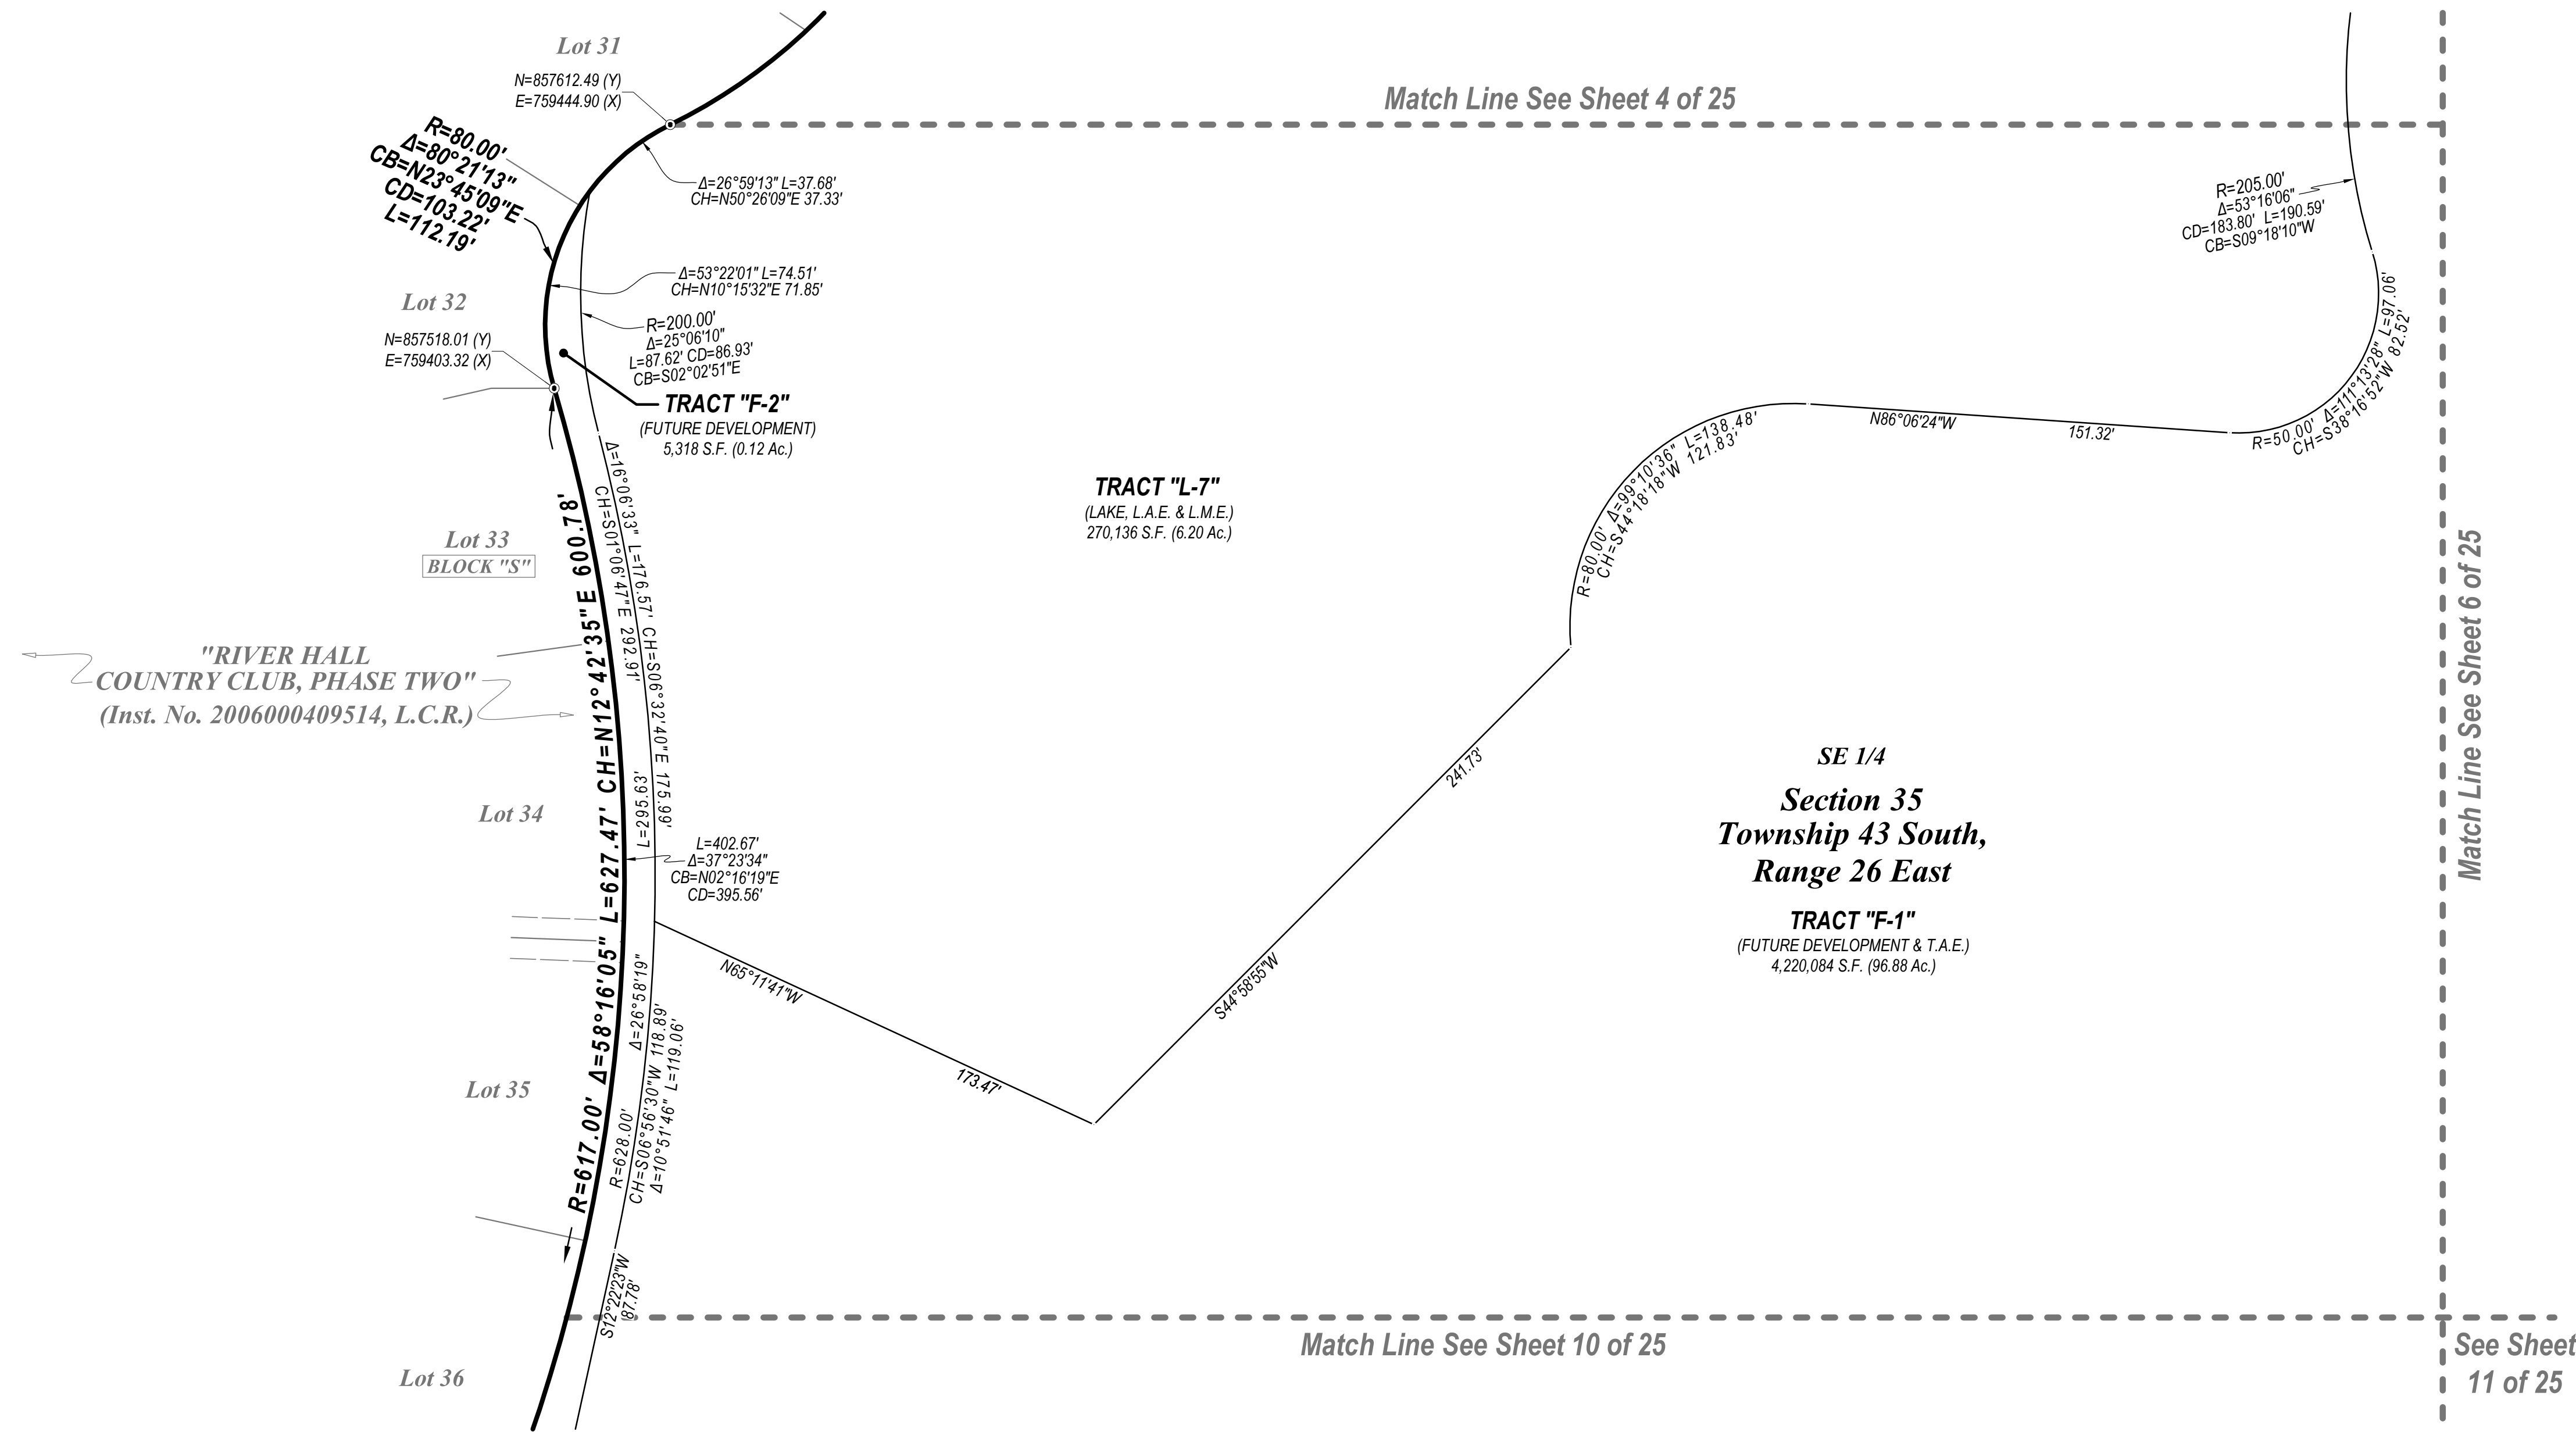 Lot 31
N=857612.49 (Y)
E=759444.90 (X)
Match Line See Sheet 4 of 25
R=80.00'
Δ=80°21'13"
CB=N23°45'09"E
CD=103.22'
L=112.19'
Δ=26°59'13" L=37.68'
CH=N50°26'09"E 37.33'
R=205.00'
Δ=53°16'06"
CD=183.80' L=190.59'
CB=S09°18'10"W
Lot 32
Δ=53°22'01" L=74.51'
CH=N10°15'32"E 71.85'
N=857518.01 (Y)
E=759403.32 (X)
R=200.00'
Δ=25°06'10"
L=87.62' CD=86.93'
CB=S02°02'51"E
TRACT "F-2"
(FUTURE DEVELOPMENT)
5,318 S.F. (0.12 Ac.)
R=50.00' Δ=111°13'28" L=97.06'
CH=S38°16'52"W 82.52'
N86°06'24"W
151.32'
R=80.00' Δ=99°10'36" L=138.48'
CH=S44°18'18"W 121.83'
TRACT "L-7"
(LAKE, L.A.E. & L.M.E.)
270,136 S.F. (6.20 Ac.)
Lot 33
BLOCK "S"
R=617.00' Δ=58°16'05" L=627.47' CH=N12°42'35"E 600.78'
Δ=16°06'33" L=176.57' CH=S06°32'40"E 175.99'
CH=S01°06'47"E 292.91'
"RIVER HALL
COUNTRY CLUB, PHASE TWO"
(Inst. No. 2006000409514, L.C.R.)
Match Line See Sheet 6 of 25
241.73'
S44°58'55"W
SE 1/4
Section 35
Township 43 South,
Range 26 East
TRACT "F-1"
(FUTURE DEVELOPMENT & T.A.E.)
4,220,084 S.F. (96.88 Ac.)
Lot 34
L=295.63'
L=402.67'
Δ=37°23'34"
CB=N02°16'19"E
CD=395.56'
N65°11'41"W
173.47'
Lot 35
Δ=26°58'19"
R=628.00'
CH=S06°56'30"W 118.89'
Δ=10°51'46" L=119.06'
S12°22'23"W
87.78'
Match Line See Sheet 10 of 25
See Sheet
11 of 25
Lot 36